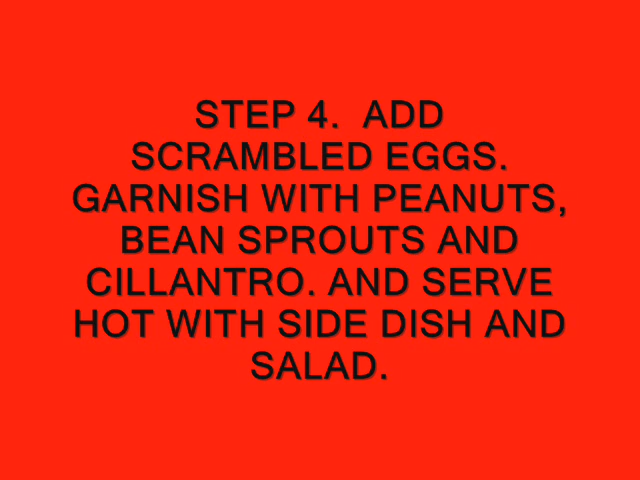 STEP 4.  ADD
SCRAMBLED EGGS.
GARNISH WITH PEANUTS,
BEAN SPROUTS AND
CILLANTRO. AND SERVE
HOT WITH SIDE DISH AND
SALAD.